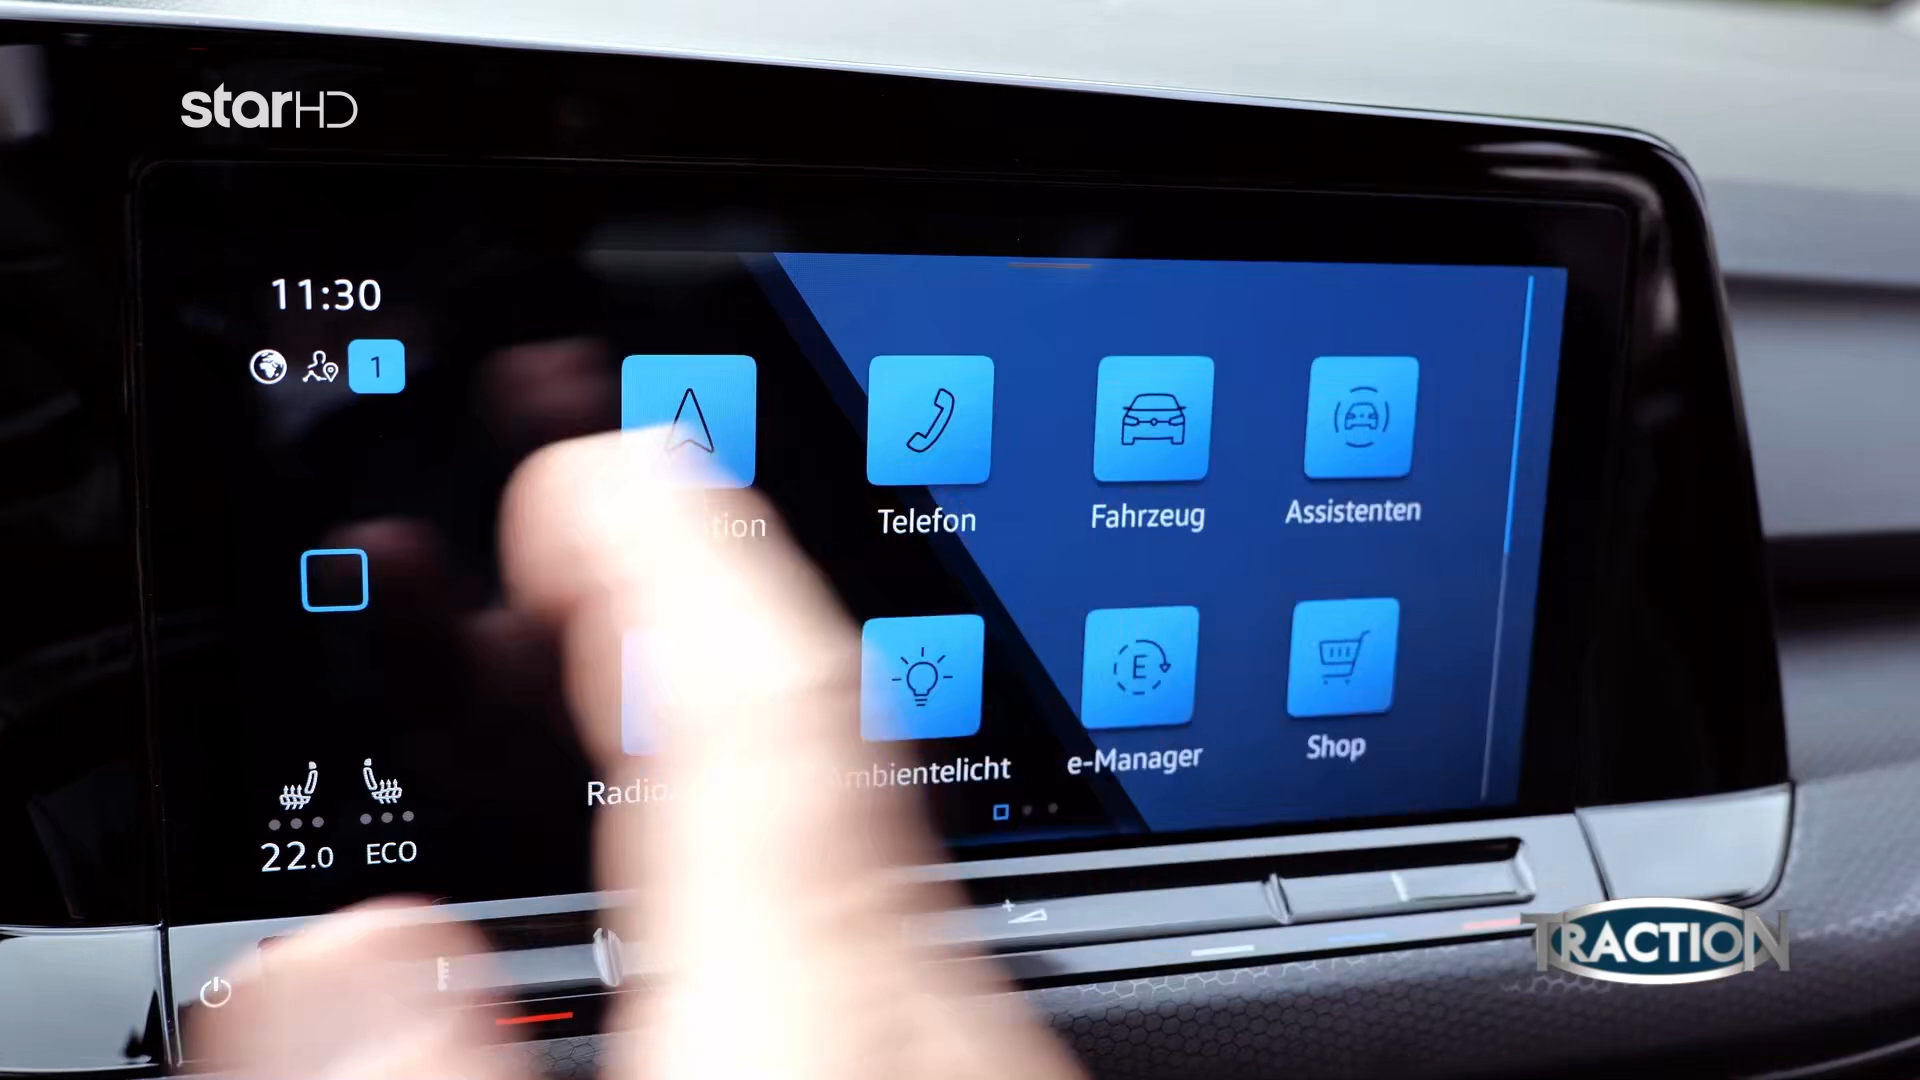 starHD
11:30
1
Telefon
Fahrzeug
Assistenten
E
e-Manager
Shop
22.0
ECO
TRACTION